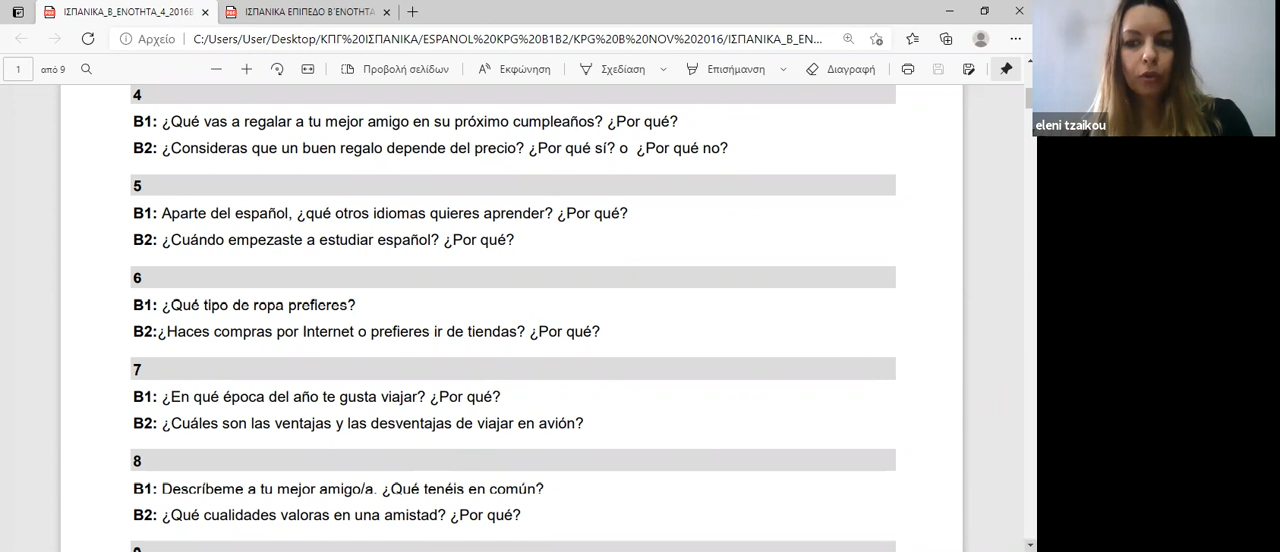 ΙΣΠΑΝΙΚΑ_Β_ΕΝΟΤΗΤΑ_4_2016Β
ΙΣΠΑΝΙΚΑ ΕΠΙΠΕΔΟ Β'ΕΝΟΤΗΤΑ
Αρχείο
C:/Users/User/Desktop/ΚΠΓ%20ΙΣΠΑΝΙΚΑ/ESPANOL%20KPG%20B1B2/KPG%20B%20NOV%202016/ΙΣΠΑΝΙΚΑ_Β_ΕΝ...
1 από 9
Προβολή σελίδων
Εκφώνηση
Σχεδίαση
Επισήμανση
Διαγραφή
eleni tzaikou
4
B1: ¿Qué vas a regalar a tu mejor amigo en su próximo cumpleaños? ¿Por qué?
B2: ¿Consideras que un buen regalo depende del precio? ¿Por qué sí? o ¿Por qué no?
5
B1: Aparte del español, ¿qué otros idiomas quieres aprender? ¿Por qué?
B2: ¿Cuándo empezaste a estudiar español? ¿Por qué?
6
B1: ¿Qué tipo de ropa prefieres?
B2:¿Haces compras por Internet o prefieres ir de tiendas? ¿Por qué?
7
B1: ¿En qué época del año te gusta viajar? ¿Por qué?
B2: ¿Cuáles son las ventajas y las desventajas de viajar en avión?
8
B1: Descríbeme a tu mejor amigo/a. ¿Qué tenéis en común?
B2: ¿Qué cualidades valoras en una amistad? ¿Por qué?